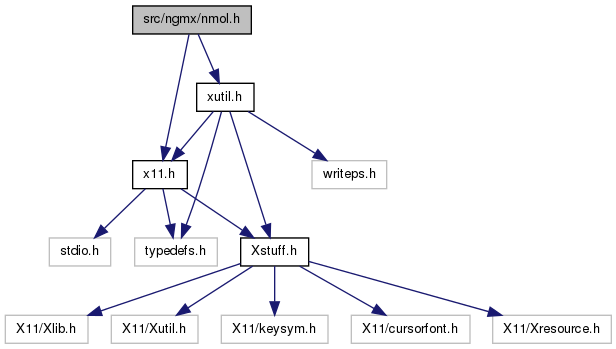 src/ngmx/nmol.h
xutil.h
x11.h
writeps.h
stdio.h
typedefs.h
Xstuff.h
X11/Xlib.h
X11/Xutil.h
X11/keysym.h
X11/cursorfont.h
X11/Xresource.h